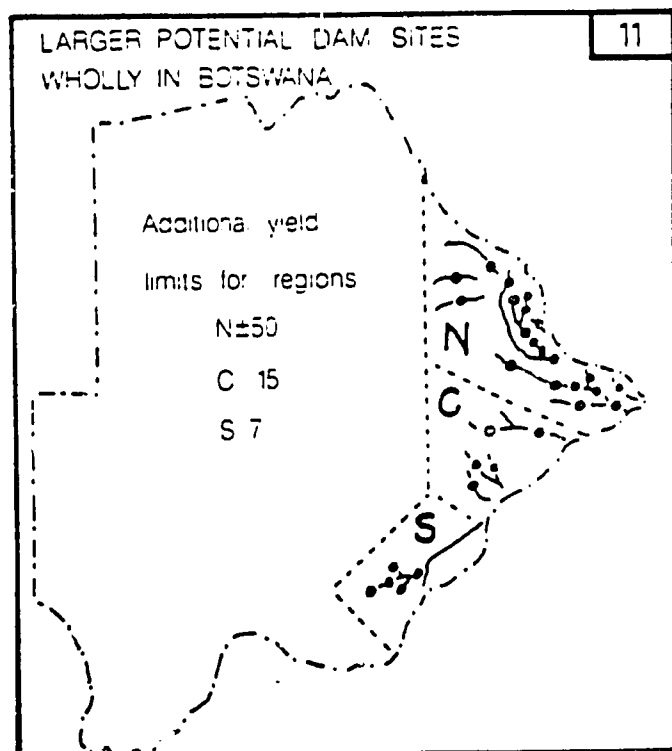 LARGER POTENTIAL DAM SITES
WHOLLY IN BOTSWANA
11
Additional yield
limits for regions
N±50
C 15
S 7
N
C
S